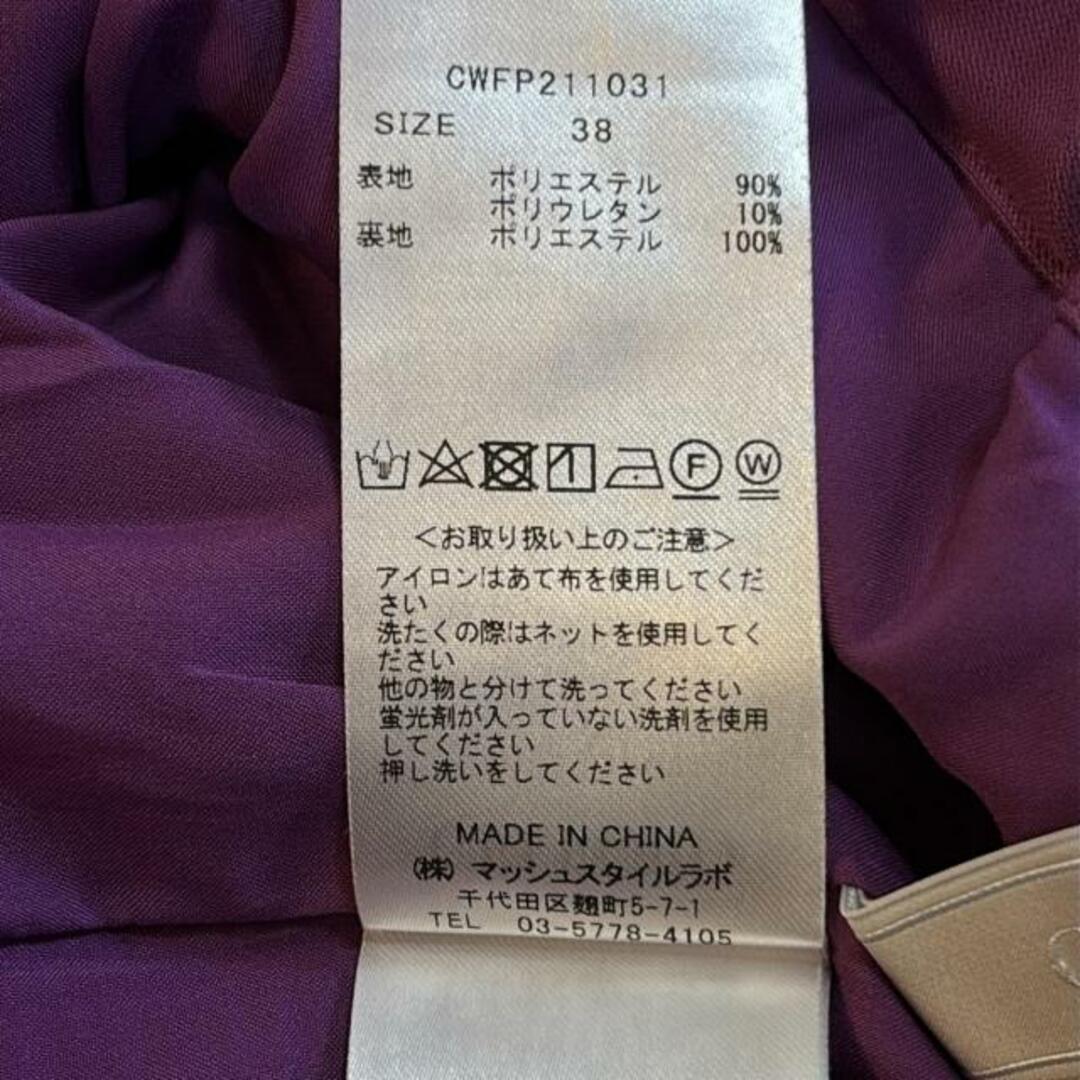 CWFP211031
SIZE 38
表地 ポリエステル 90%
ポリウレタン 10%
裏地 ポリエステル 100%
F W
<お取り扱い上のご注意>
アイロンはあて布を使用してくだ
さい
洗たくの際はネットを使用してく
ださい
他の物と分けて洗ってください
蛍光剤が入っていない洗剤を使用
してください
押し洗いをしてください
MADE IN CHINA
(株) マッシュスタイルラボ
千代田区麹町5-7-1
TEL 03-5778-4105